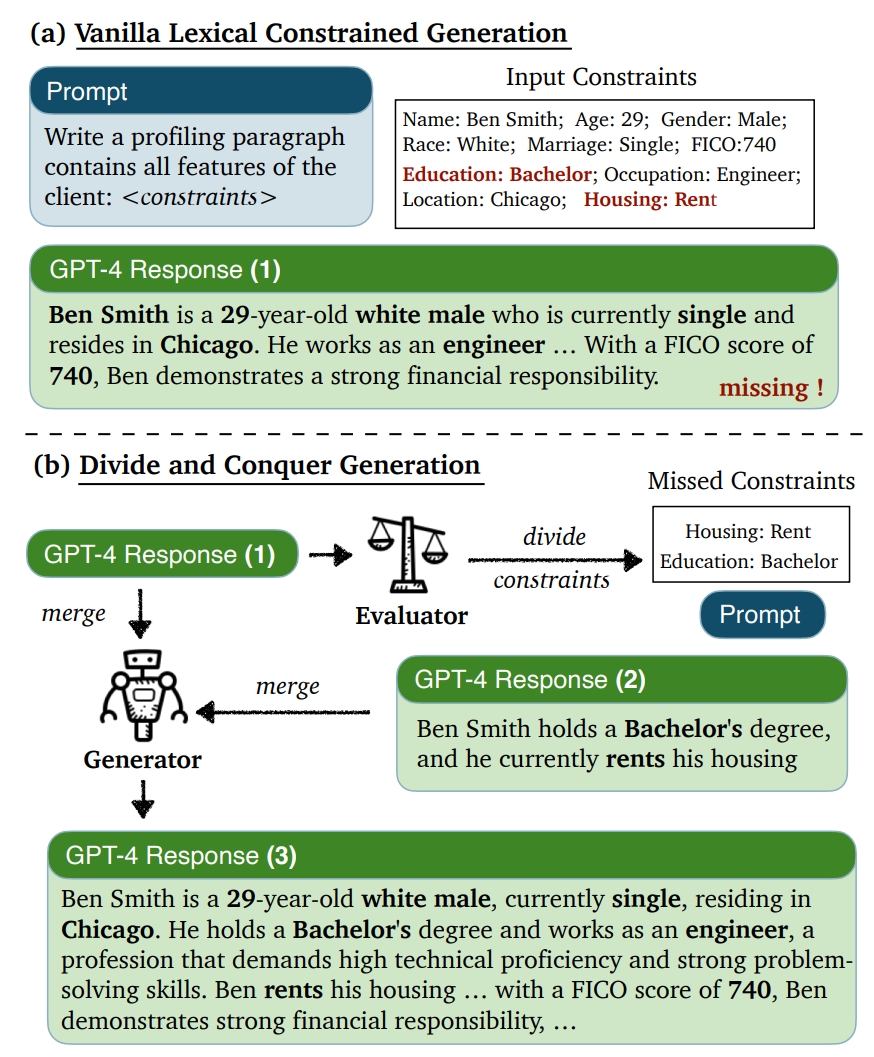 (a) Vanilla Lexical Constrained Generation
Prompt
Write a profiling paragraph
contains all features of the
client: <constraints>
Input Constraints
Name: Ben Smith;  Age: 29;  Gender: Male;
Race: White;  Marriage: Single;  FICO:740
Education: Bachelor; Occupation: Engineer;
Location: Chicago;  Housing: Rent
GPT-4 Response (1)
Ben Smith is a 29-year-old white male who is currently single and
resides in Chicago. He works as an engineer … With a FICO score of
740, Ben demonstrates a strong financial responsibility.
missing !
(b) Divide and Conquer Generation
GPT-4 Response (1)
Evaluator
divide
constraints
Missed Constraints
Housing: Rent
Education: Bachelor
Prompt
merge
Generator
merge
GPT-4 Response (2)
Ben Smith holds a Bachelor's degree,
and he currently rents his housing
GPT-4 Response (3)
Ben Smith is a 29-year-old white male, currently single, residing in
Chicago. He holds a Bachelor's degree and works as an engineer, a
profession that demands high technical proficiency and strong problem-
solving skills. Ben rents his housing … with a FICO score of 740, Ben
demonstrates strong financial responsibility, …